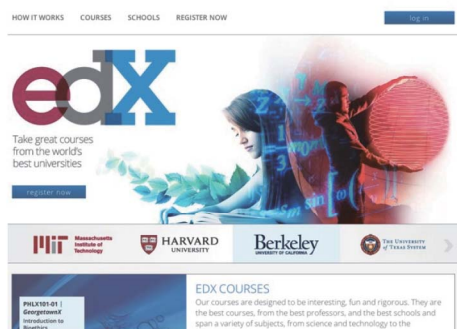 HOW IT WORKS COURSES SCHOOLS REGISTER NOW log in
edX
Take great courses
from the world's
best universities
register now
MIT Massachusetts
Institute of
Technology
HARVARD
UNIVERSITY
Berkeley
UNIVERSITY OF CALIFORNIA
THE UNIVERSITY
of TEXAS SYSTEM
PHLX101-01 |
GeorgetownX
Introduction to
Bioethics
EDX COURSES
Our courses are designed to be interesting, fun and rigorous. They are
the best courses, from the best professors, and the best schools and
span a variety of subjects, from science and technology to the